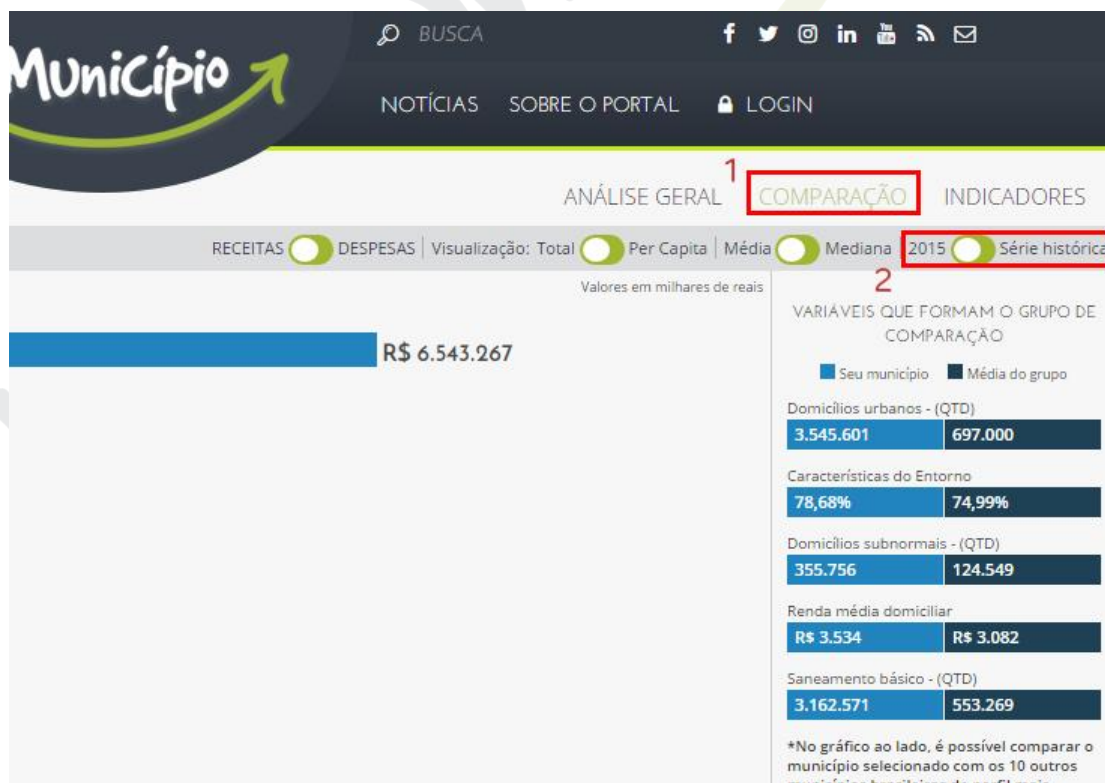 BUSCA
Município
NOTÍCIAS SOBRE O PORTAL LOGIN
1
ANÁLISE GERAL COMPARAÇÃO INDICADORES
RECEITAS DESPESAS | Visualização: Total Per Capita | Média Mediana | 2015 Série histórica
2
Valores em milhares de reais
R$ 6.543.267
VARIÁVEIS QUE FORMAM O GRUPO DE
COMPARAÇÃO
Seu município Média do grupo
Domicílios urbanos - (QTD)
3.545.601 697.000
Características do Entorno
78,68% 74,99%
Domicílios subnormais - (QTD)
355.756 124.549
Renda média domiciliar
R$ 3.534 R$ 3.082
Saneamento básico - (QTD)
3.162.571 553.269
*No gráfico ao lado, é possível comparar o
município selecionado com os 10 outros